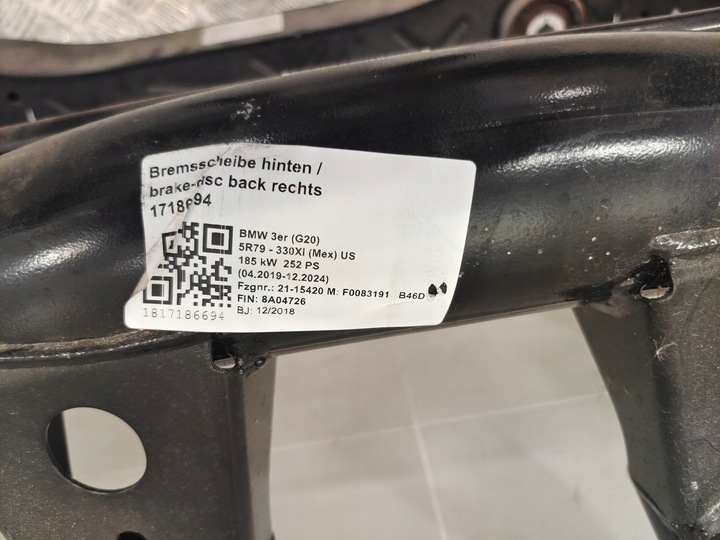 Bremsscheibe hinten /
brake-disc back rechts
17186694
BMW 3er (G20)
5R79 - 330Xi (Mex) US
185 kW 252 PS
(04.2019-12.2024)
Fzgnr.: 21-15420 M: F0083191 B46D
FIN: 8A04726
BJ: 12/2018
1817186694